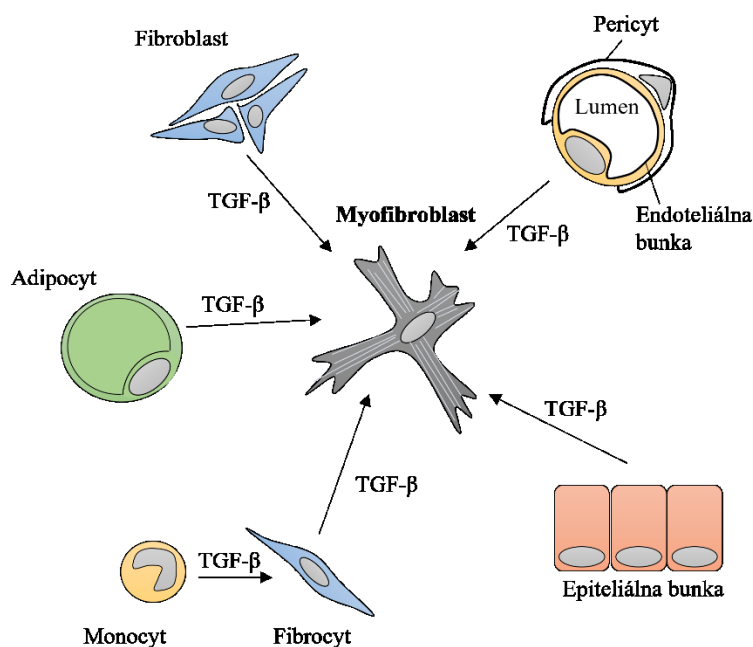 Fibroblast
Pericyt
Lumen
TGF-β
Myofibroblast
TGF-β
Endoteliálna
bunka
Adipocyt
TGF-β
TGF-β
TGF-β
TGF-β
Monocyt
Fibrocyt
Epiteliálna bunka